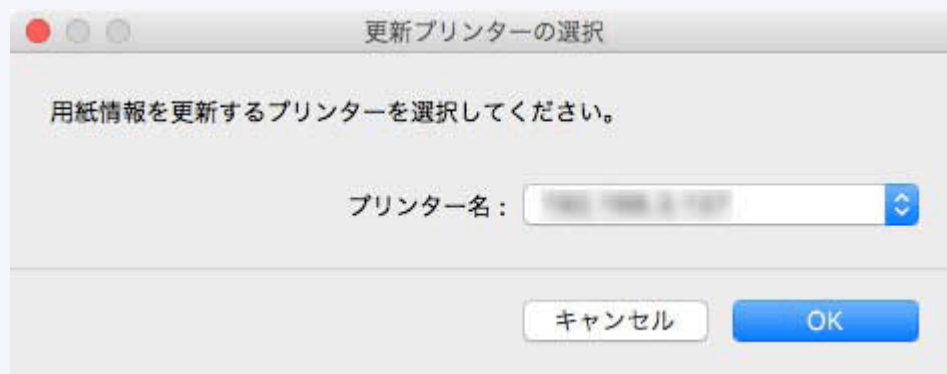 更新プリンターの選択
用紙情報を更新するプリンターを選択してください。
プリンター名：
キャンセル OK